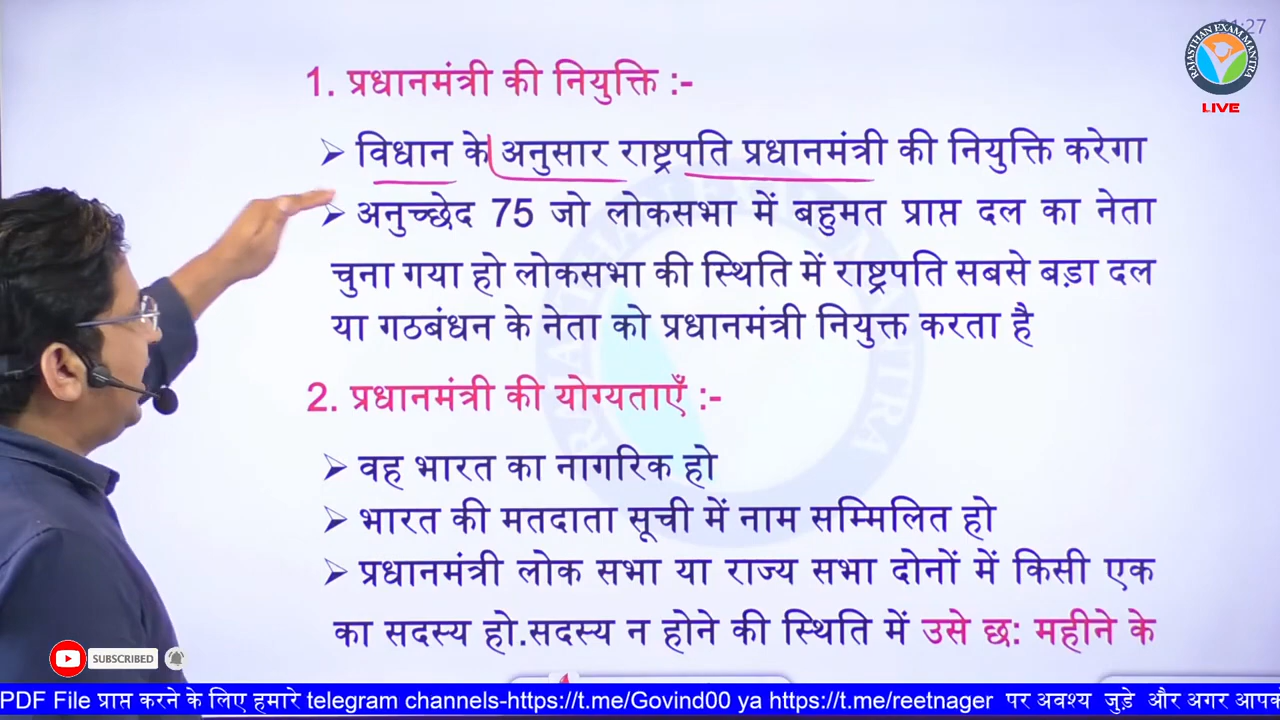 1. प्रधानमंत्री की नियुक्ति :-
➢ विधान के अनुसार राष्ट्रपति प्रधानमंत्री की नियुक्ति करेगा
➢ अनुच्छेद 75 जो लोकसभा में बहुमत प्राप्त दल का नेता
चुना गया हो लोकसभा की स्थिति में राष्ट्रपति सबसे बड़ा दल
या गठबंधन के नेता को प्रधानमंत्री नियुक्त करता है
2. प्रधानमंत्री की योग्यताएँ :-
➢ वह भारत का नागरिक हो
➢ भारत की मतदाता सूची में नाम सम्मिलित हो
➢ प्रधानमंत्री लोक सभा या राज्य सभा दोनों में किसी एक
का सदस्य हो.सदस्य न होने की स्थिति में उसे छ: महीने के
RAJASTHAN EXAM MANTRA
LIVE
SUBSCRIBED
PDF File प्राप्त करने के लिए हमारे telegram channels-https://t.me/Govind00 ya https://t.me/reetnager पर अवश्य जुड़े और अगर आपक